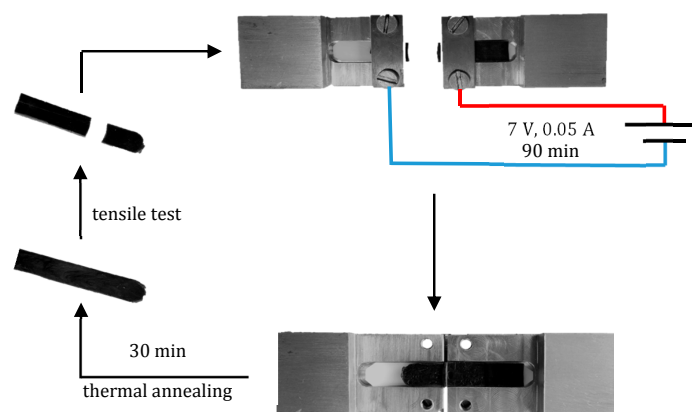 7 V, 0.05 A
90 min
tensile test
30 min
thermal annealing